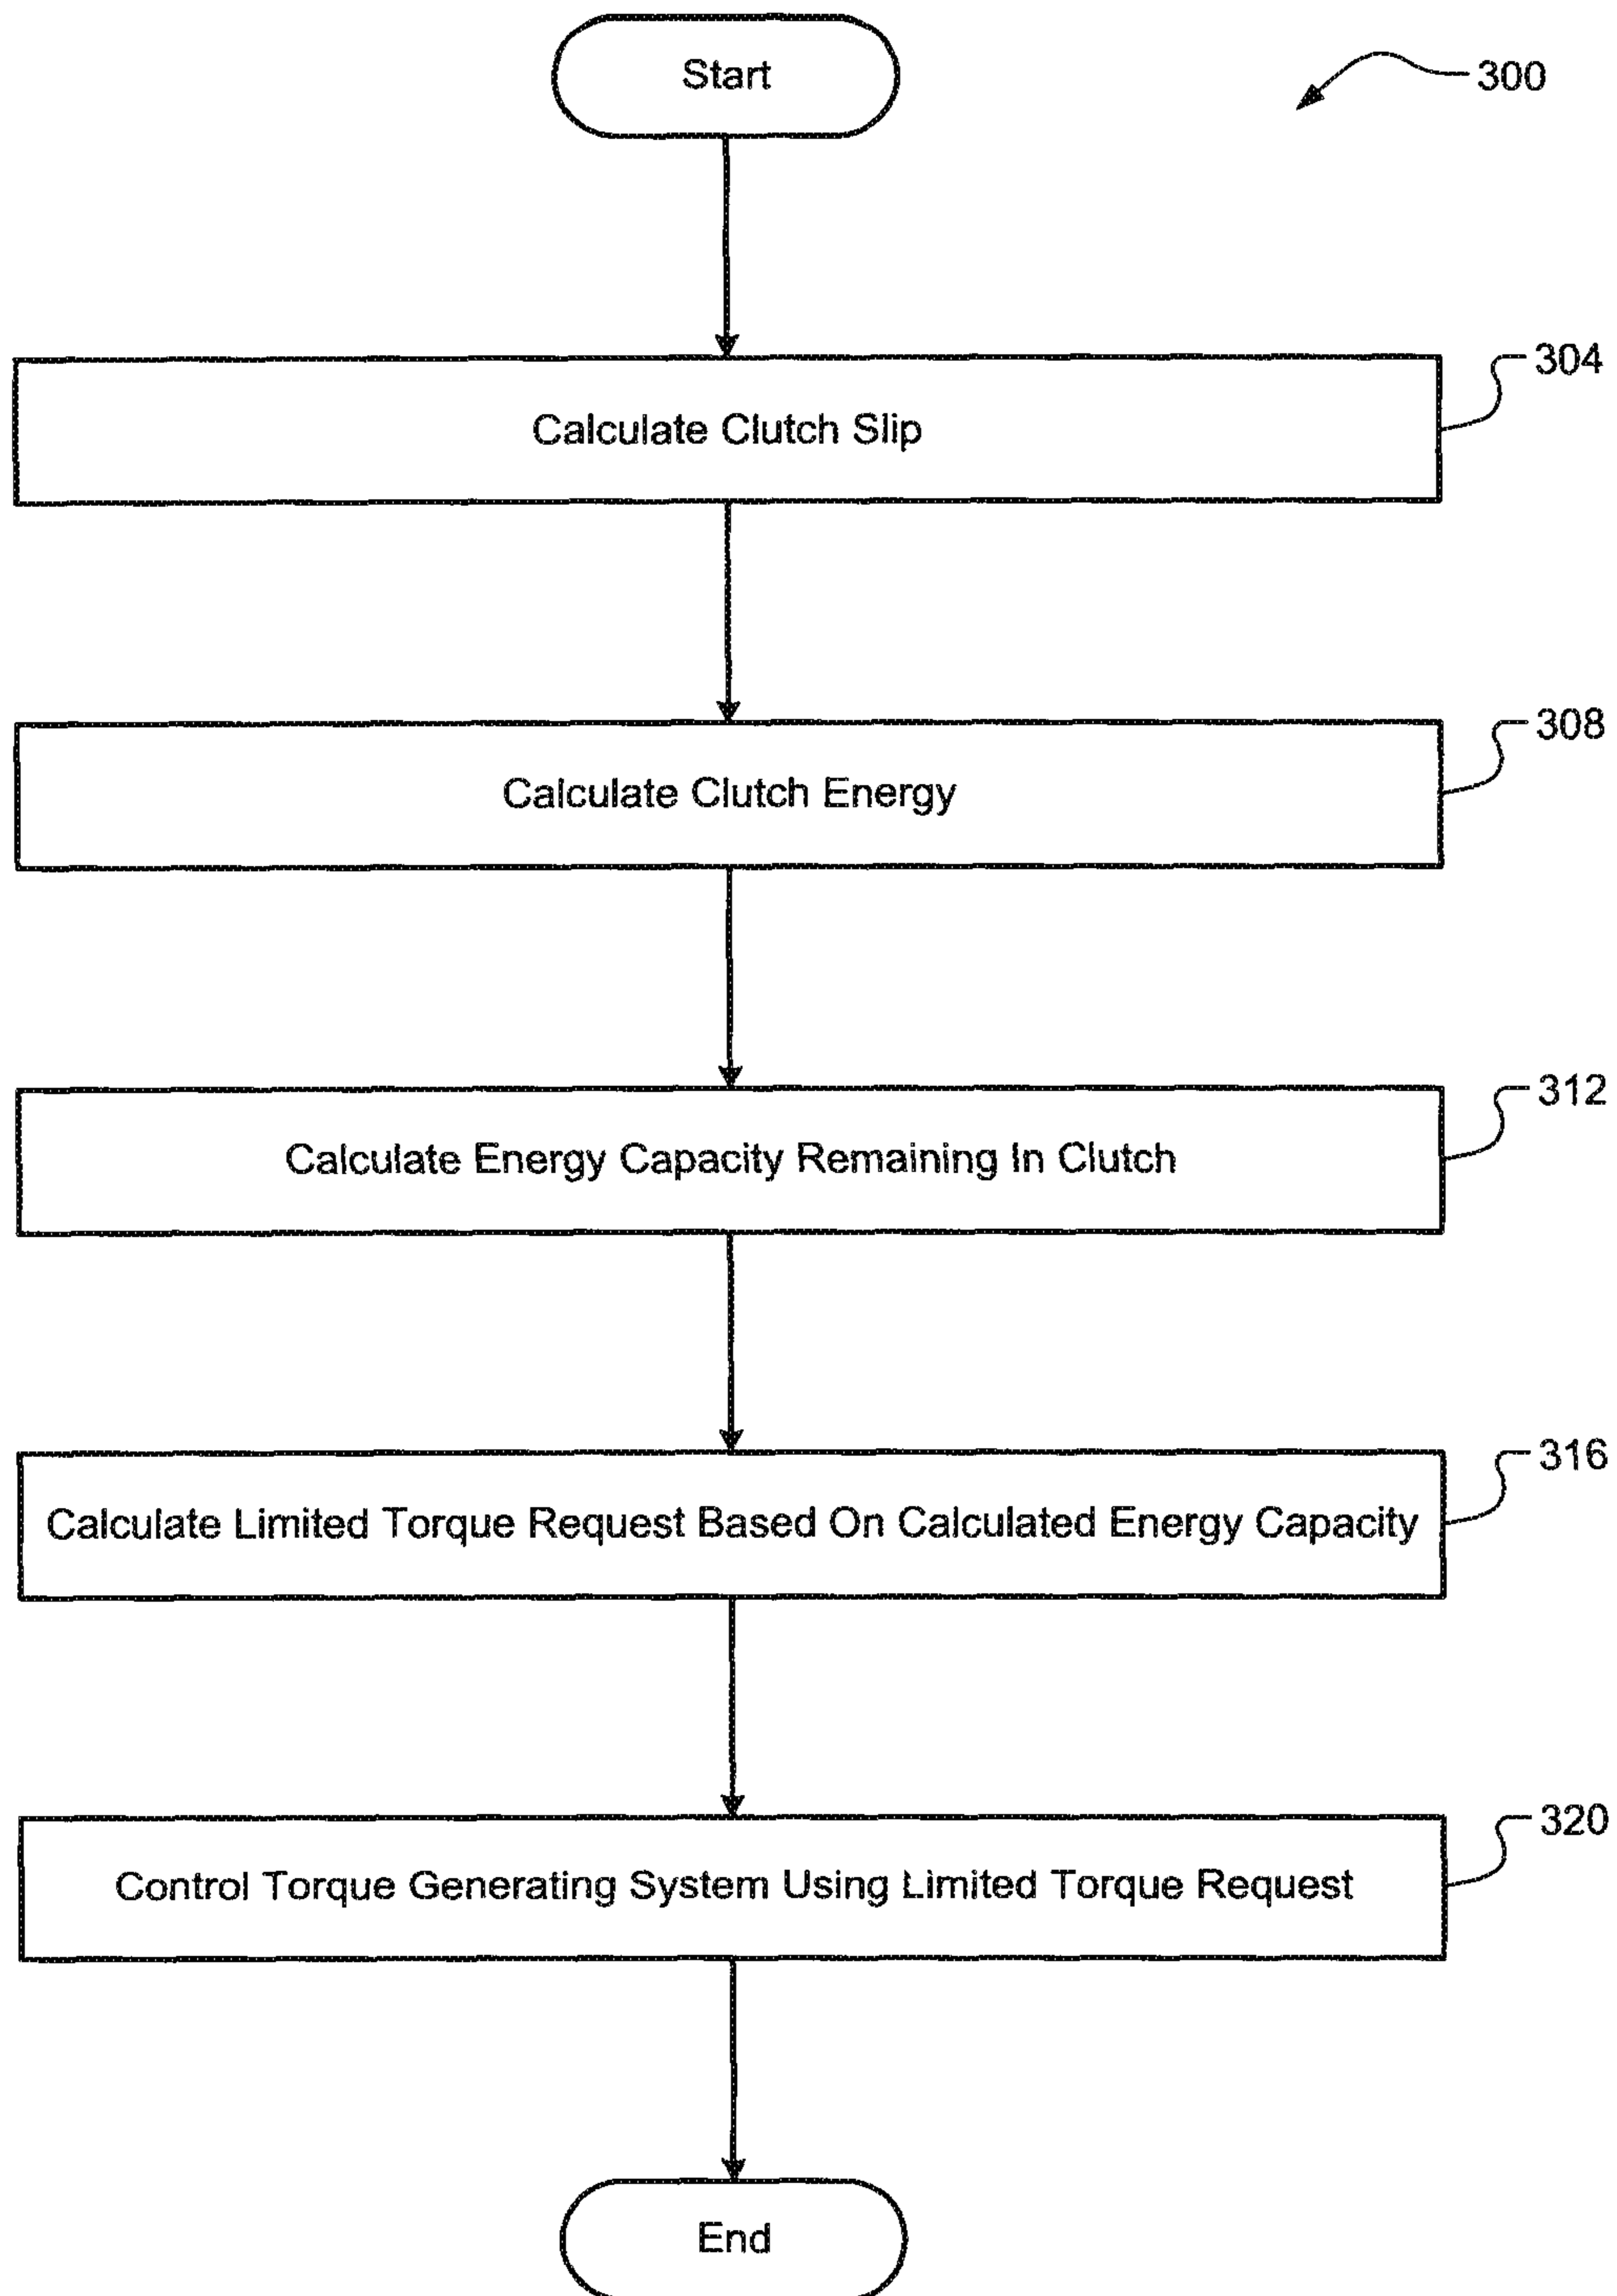 Start
300
Calculate Clutch Slip
304
Calculate Clutch Energy
308
Calculate Energy Capacity Remaining In Clutch
312
Calculate Limited Torque Request Based On Calculated Energy Capacity
316
Control Torque Generating System Using Limited Torque Request
320
End